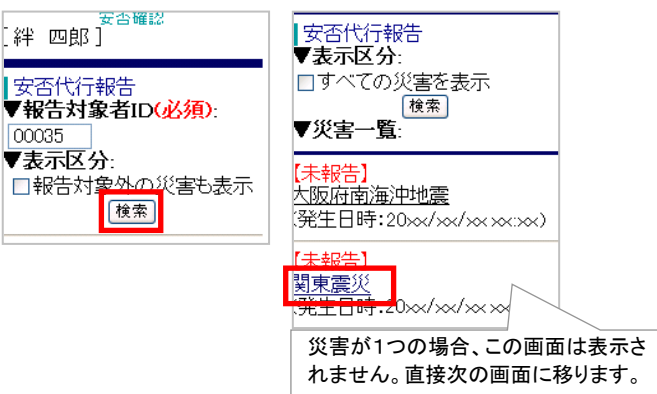 安否確認
[絆 四郎]
安否代行報告
▼報告対象者ID(必須):
00035
▼表示区分:
□報告対象外の災害も表示
検索
安否代行報告
▼表示区分:
□すべての災害を表示
検索
▼災害一覧:
【未報告】
大阪府南海沖地震
(発生日時:20xx/xx/xx xx:xx)
【未報告】
関東震災
(発生日時:20xx/xx/xx xx
災害が1つの場合、この画面は表示さ
れません。直接次の画面に移ります。